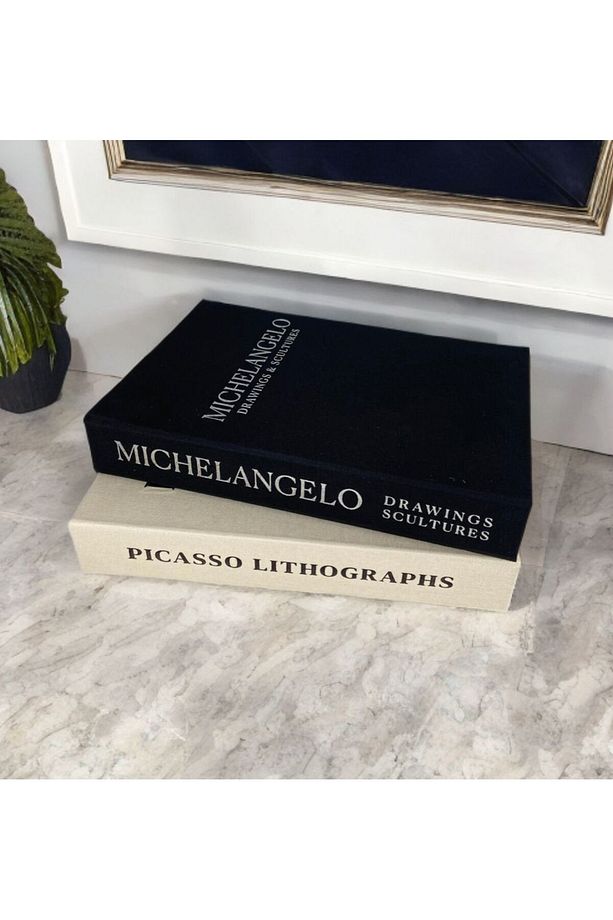 MICHELANGELO
DRAWINGS & SCULTURES
MICHELANGELO
DRAWINGS
SCULTURES
PICASSO LITHOGRAPHS